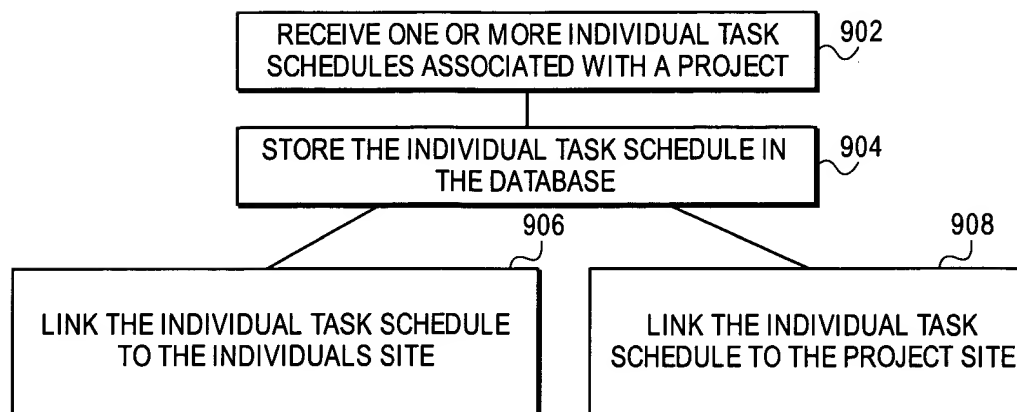 RECEIVE ONE OR MORE INDIVIDUAL TASK
SCHEDULES ASSOCIATED WITH A PROJECT
902
STORE THE INDIVIDUAL TASK SCHEDULE IN
THE DATABASE
904
906
LINK THE INDIVIDUAL TASK SCHEDULE
TO THE INDIVIDUALS SITE
908
LINK THE INDIVIDUAL TASK
SCHEDULE TO THE PROJECT SITE